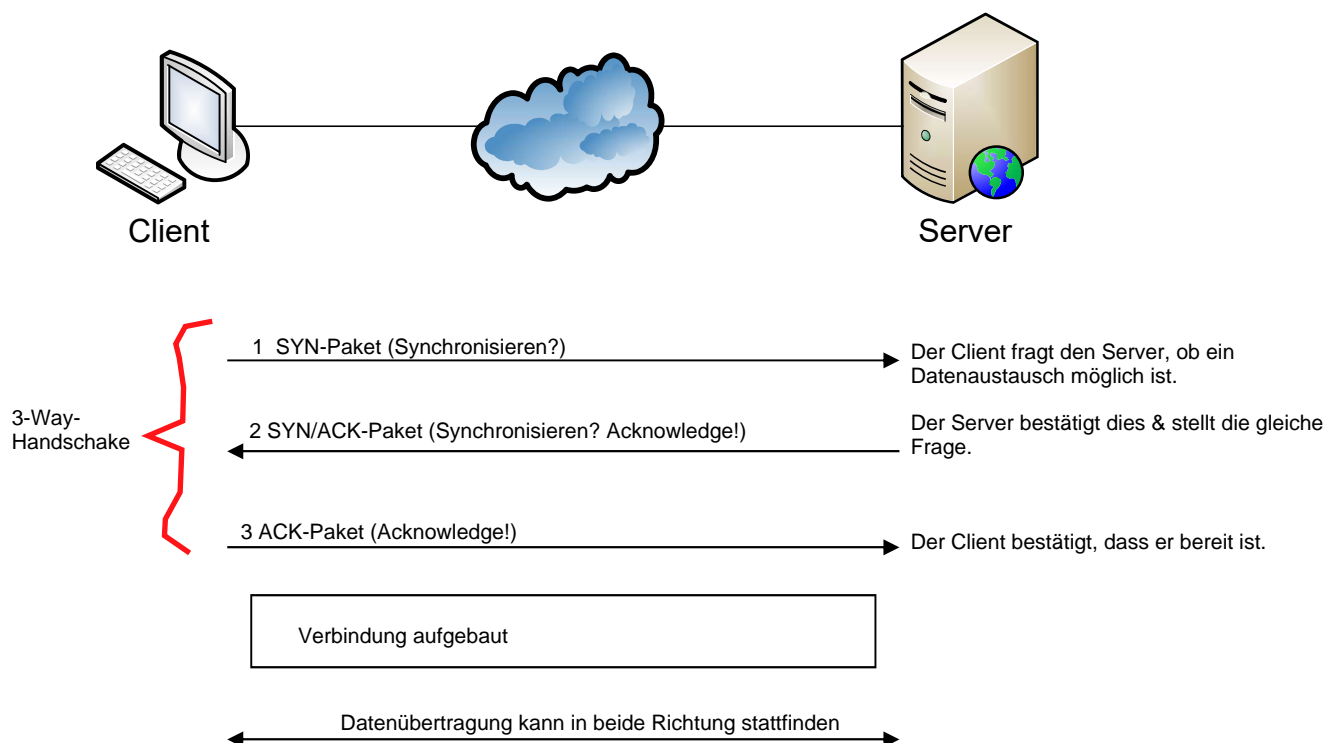 Client
Server
1 SYN-Paket (Synchronisieren?)
Der Client fragt den Server, ob ein
Datenaustausch möglich ist.
3-Way-
Handschake
2 SYN/ACK-Paket (Synchronisieren? Acknowledge!)
Der Server bestätigt dies & stellt die gleiche
Frage.
3 ACK-Paket (Acknowledge!)
Der Client bestätigt, dass er bereit ist.
Verbindung aufgebaut
Datenübertragung kann in beide Richtung stattfinden